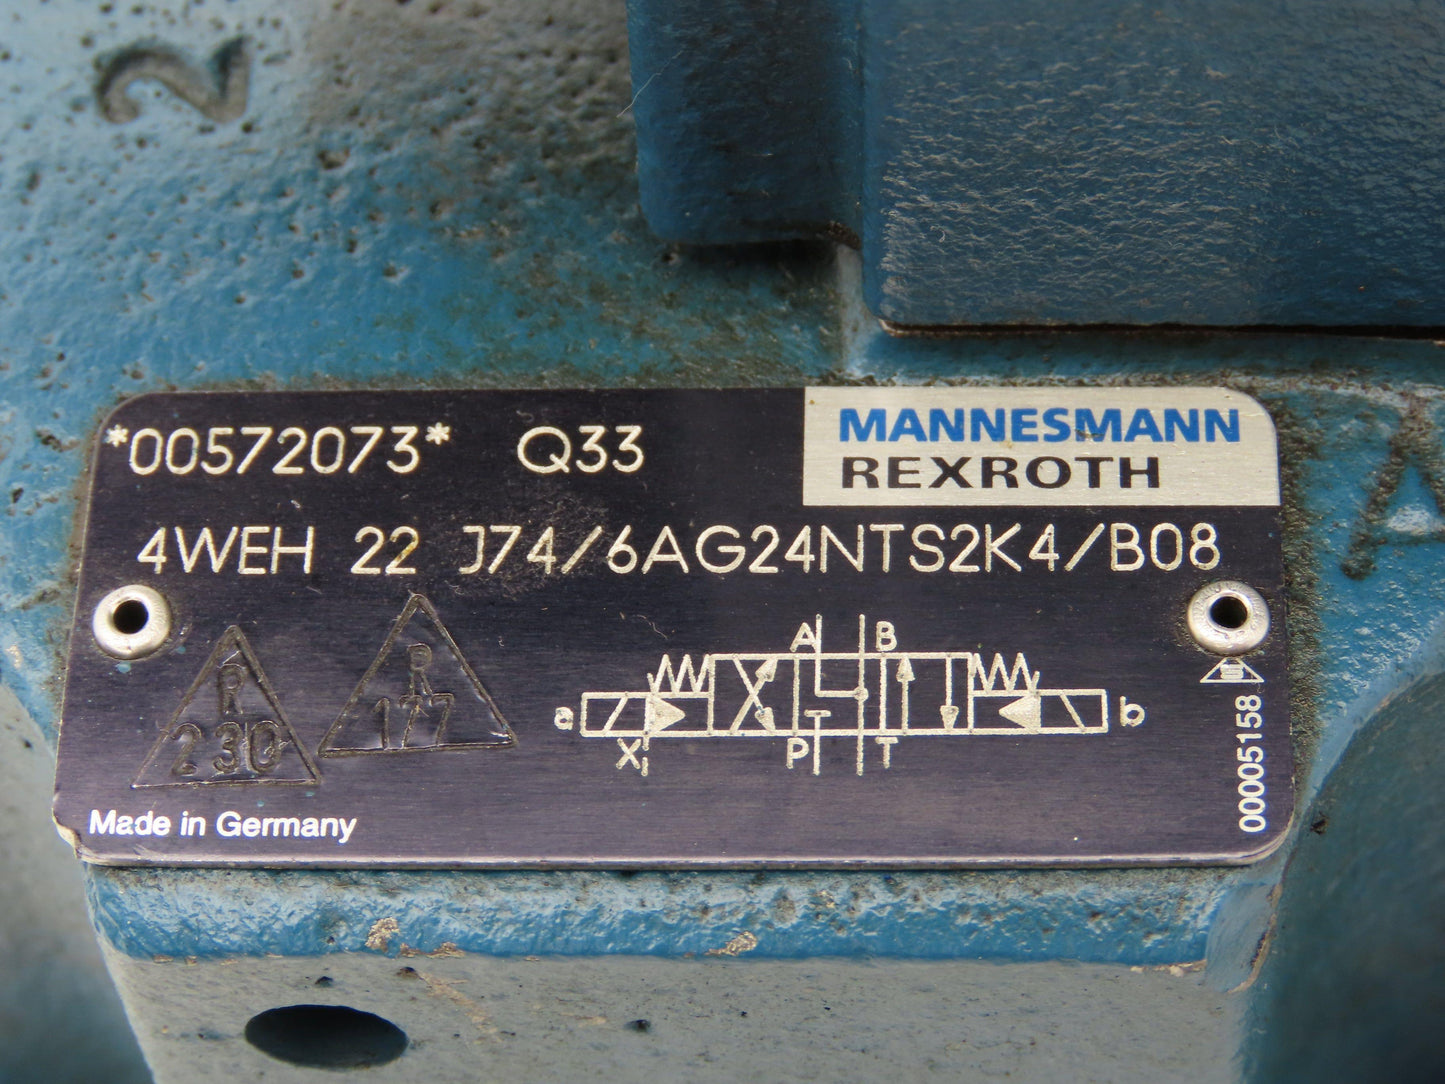 2
*00572073* Q33
MANNESMANN
REXROTH
4WEH 22 J74/6AG24NTS2K4/B08
R
230
R
177
A B
a b
X P T
Made in Germany
00005158
A